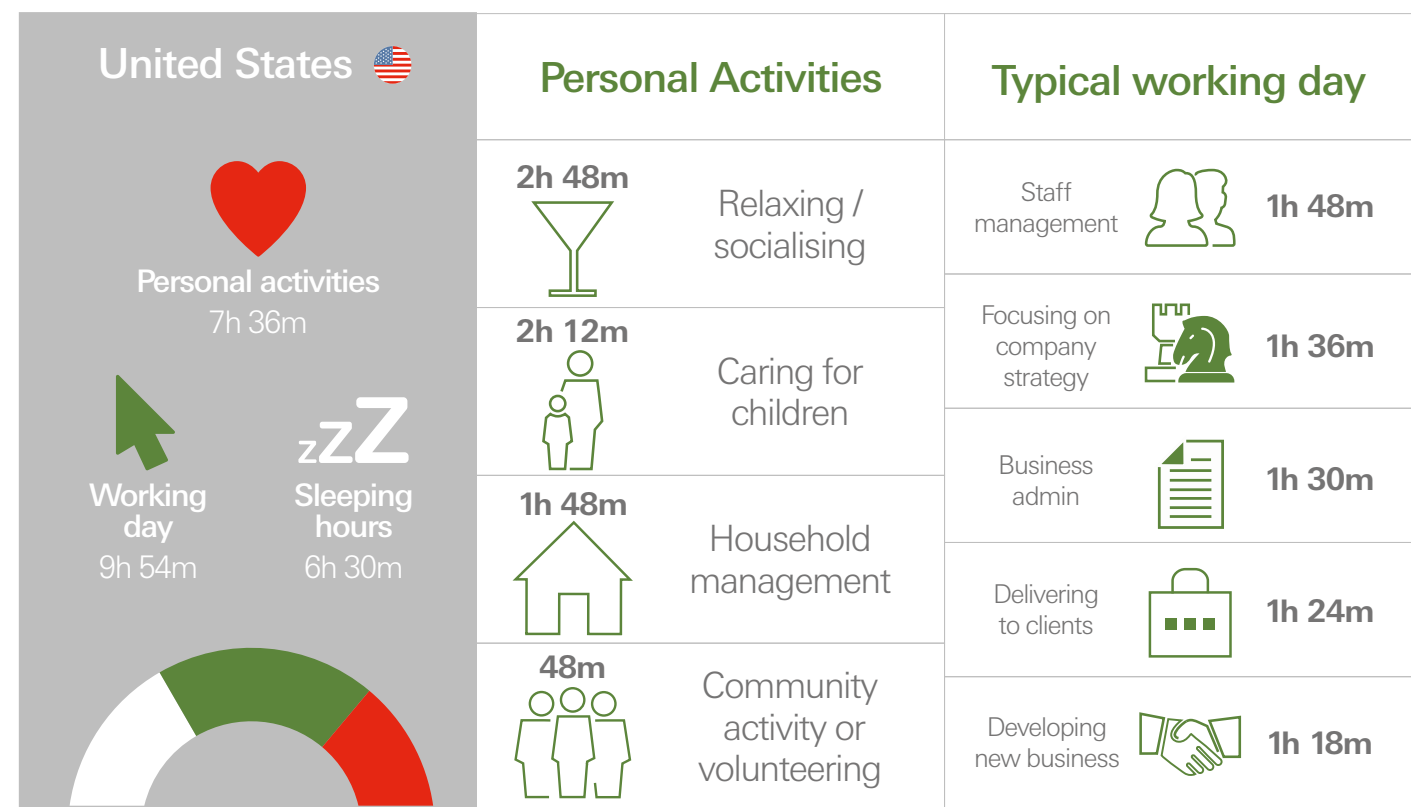 United States
Personal activities
7h 36m
Working
day
9h 54m
zZZ
Sleeping
hours
6h 30m
Personal Activities
2h 48m
Relaxing /
socialising
2h 12m
Caring for
children
1h 48m
Household
management
48m
Community
activity or
volunteering
Typical working day
Staff
management
1h 48m
Focusing on
company
strategy
1h 36m
Business
admin
1h 30m
Delivering
to clients
1h 24m
Developing
new business
1h 18m